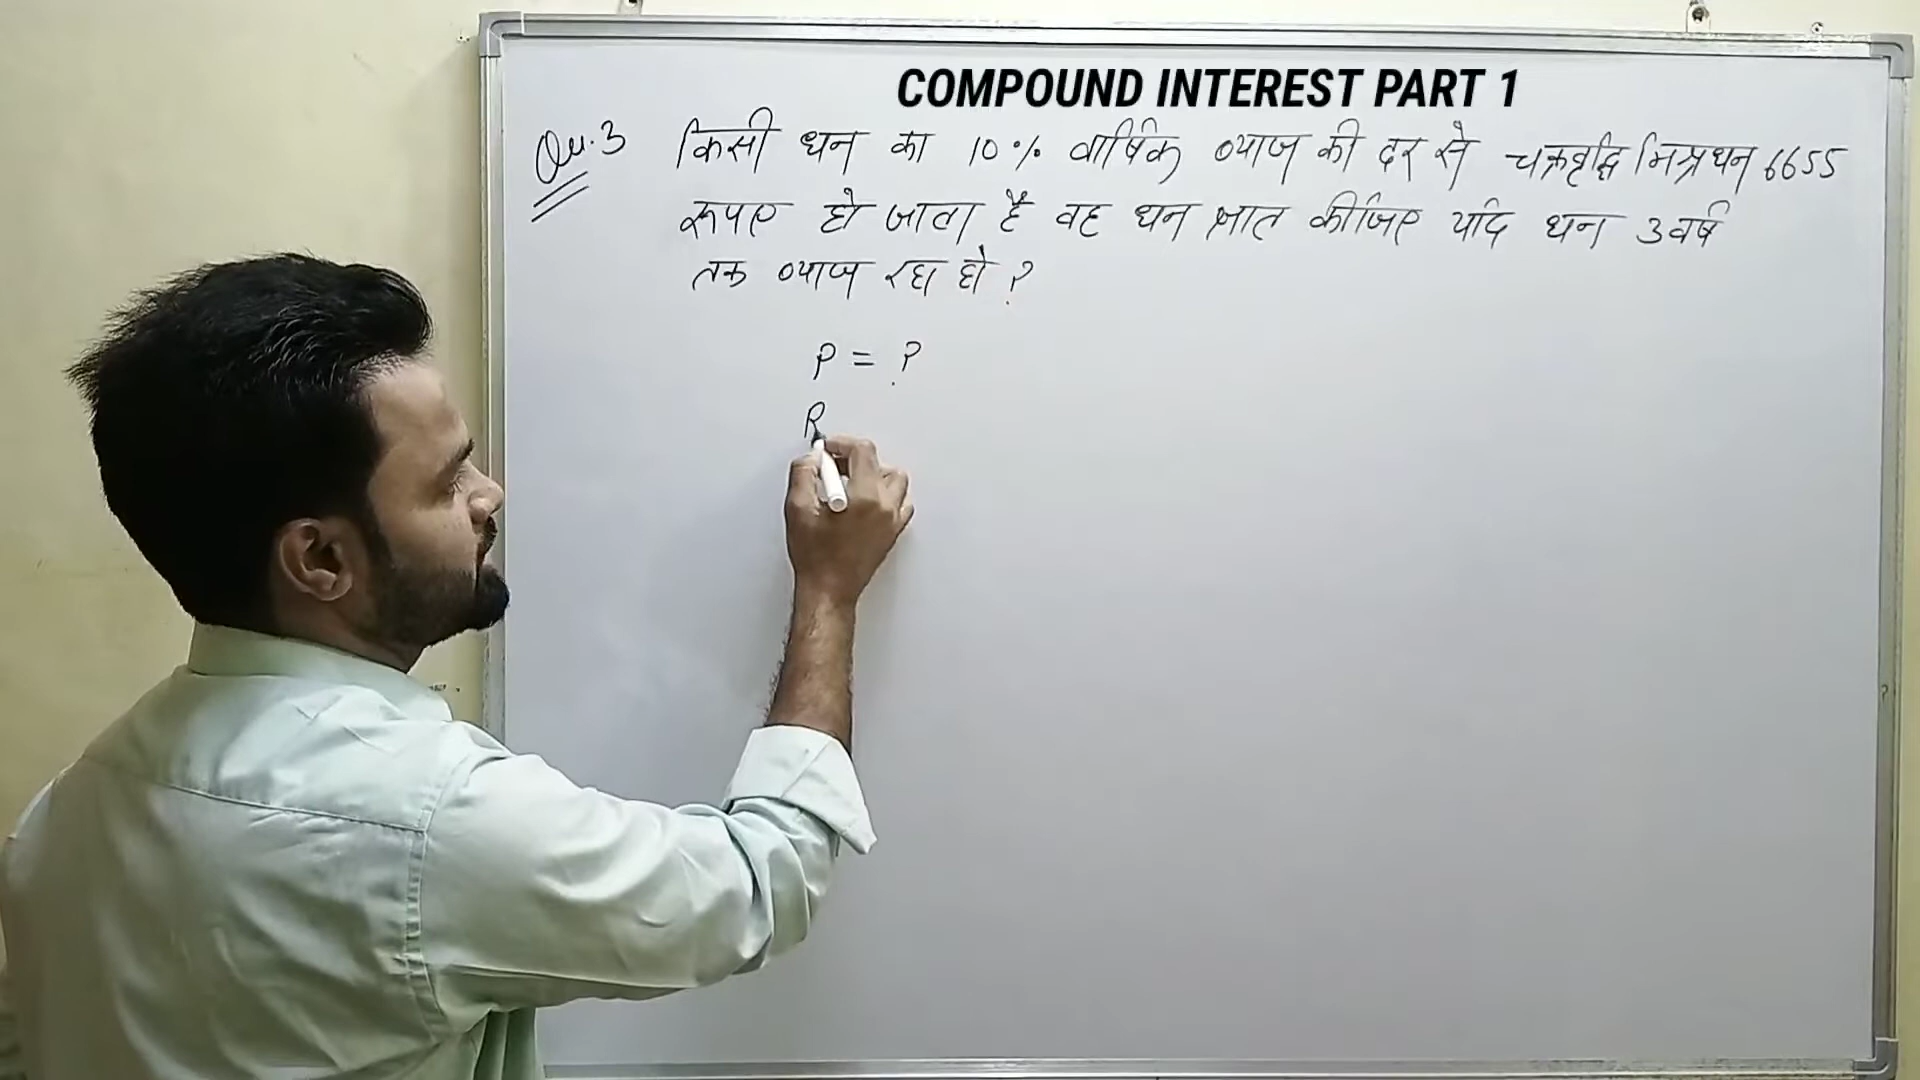 COMPOUND INTEREST PART 1
Qu.3 किसी धन का 10% वार्षिक ब्याज की दर से चक्रवृद्धि मिश्रधन 6655
रूपए हो जाता है वह धन ज्ञात कीजिए यदि धन 3 वर्ष
तक ब्याज रहा हो ?
P = ?
R